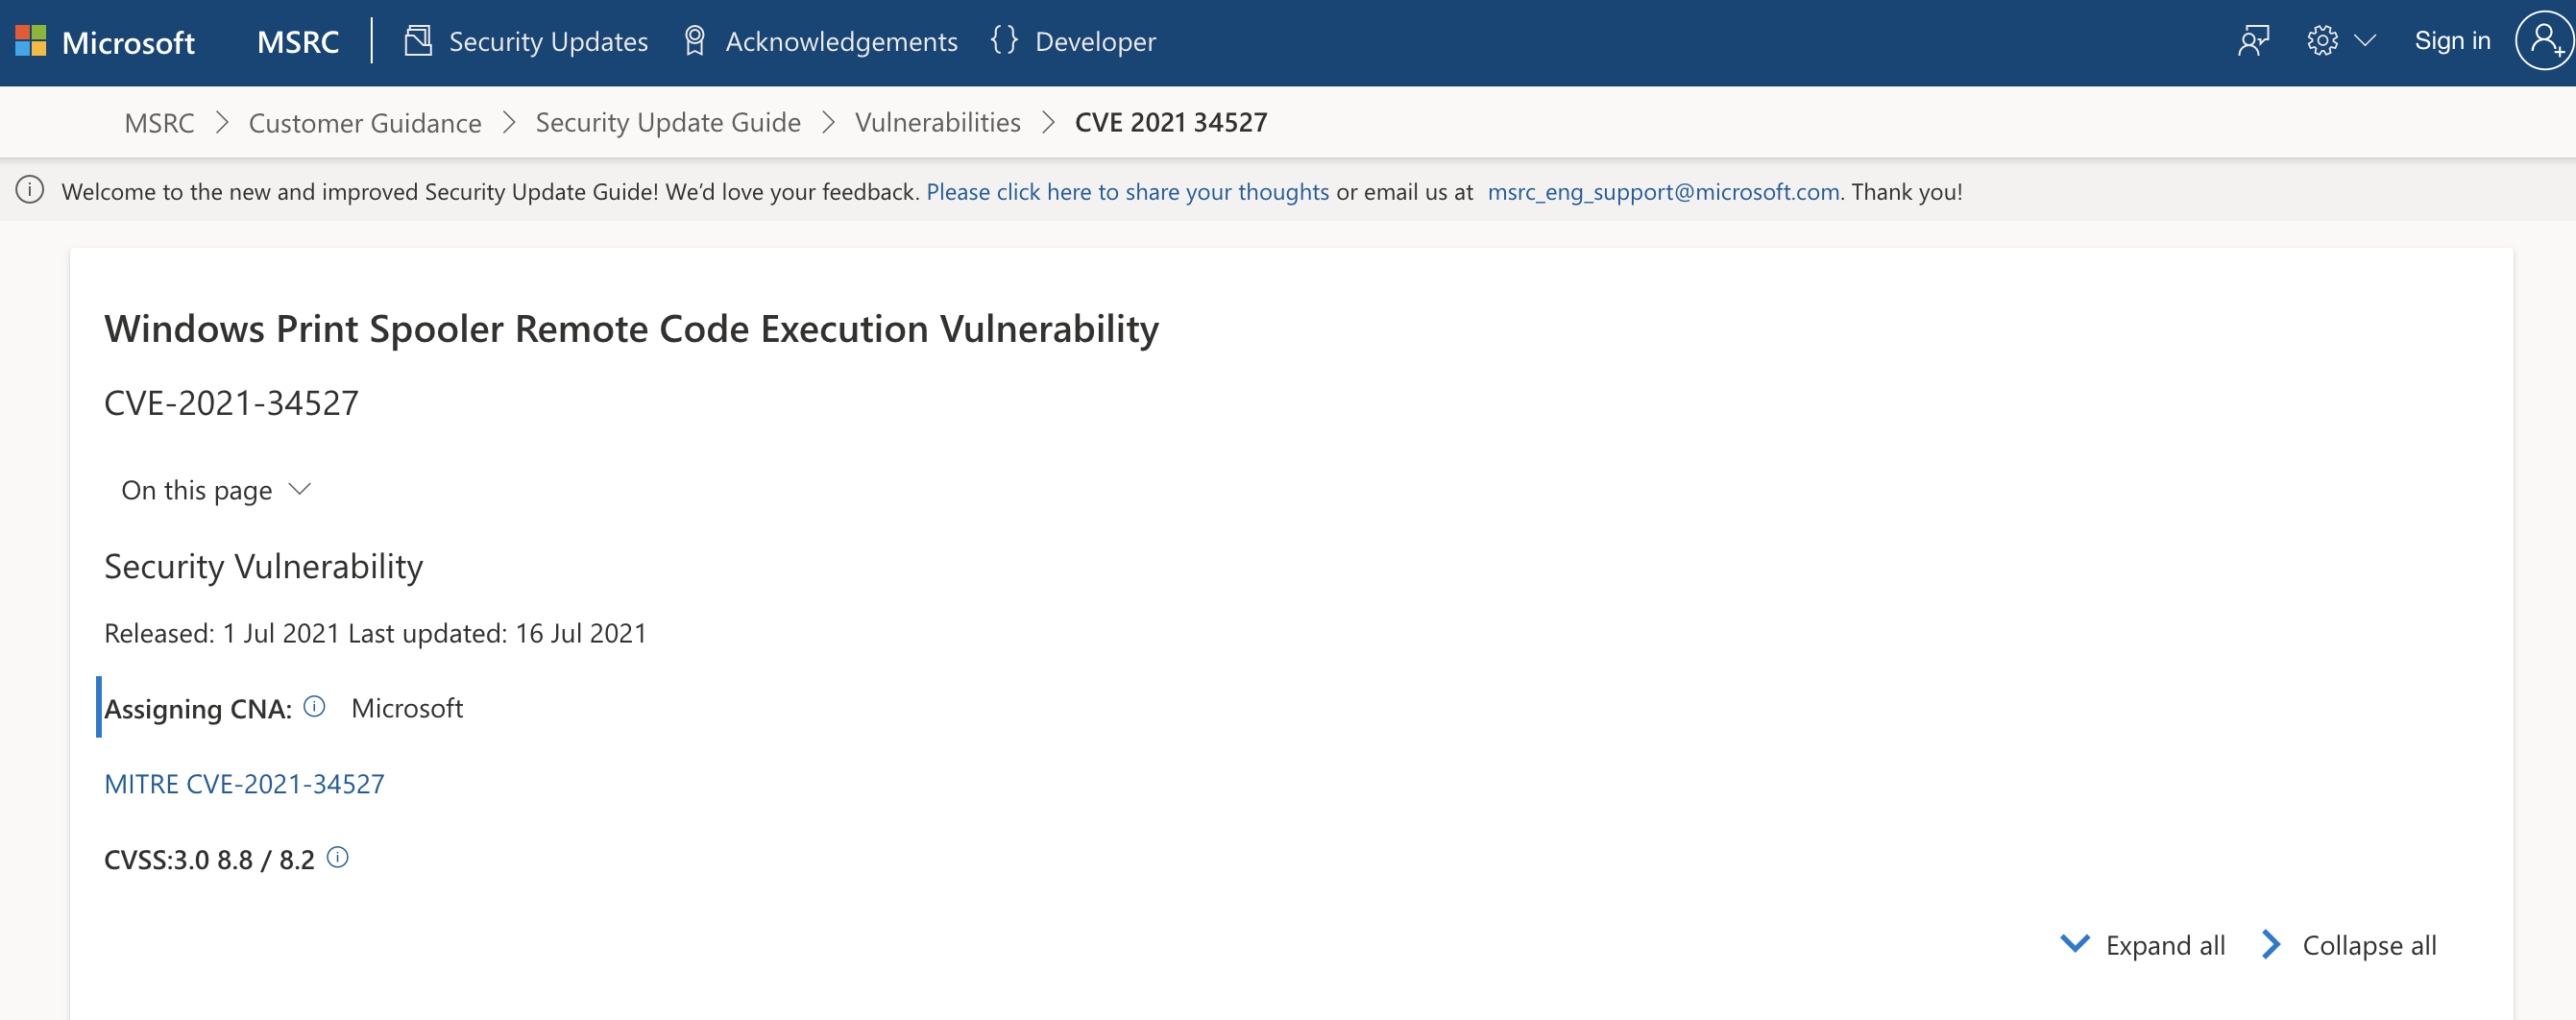 Microsoft MSRC Security Updates Acknowledgements {} Developer Sign in
MSRC > Customer Guidance > Security Update Guide > Vulnerabilities > CVE 2021 34527
Welcome to the new and improved Security Update Guide! We’d love your feedback. Please click here to share your thoughts or email us at msrc_eng_support@microsoft.com. Thank you!
Windows Print Spooler Remote Code Execution Vulnerability
CVE-2021-34527
On this page
Security Vulnerability
Released: 1 Jul 2021 Last updated: 16 Jul 2021
Assigning CNA: Microsoft
MITRE CVE-2021-34527
CVSS:3.0 8.8 / 8.2
Expand all Collapse all